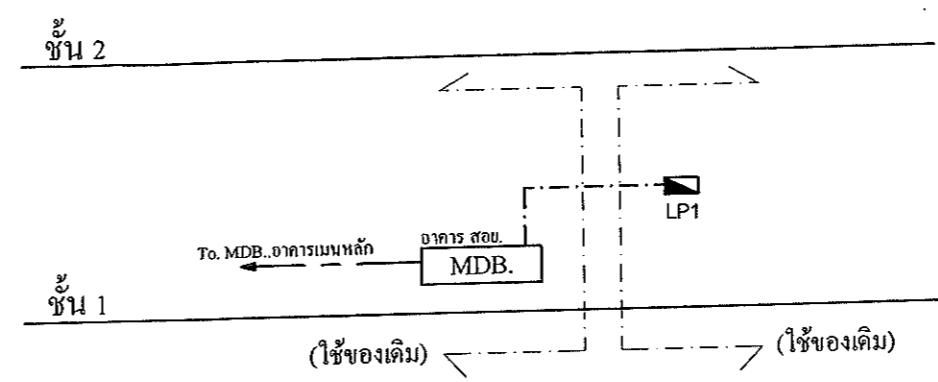 ชั้น 2
LP1
อาคาร สอย.
To. MDB..อาคารเมนหลัก
MDB.
ชั้น 1
(ใช้ของเดิม)
(ใช้ของเดิม)